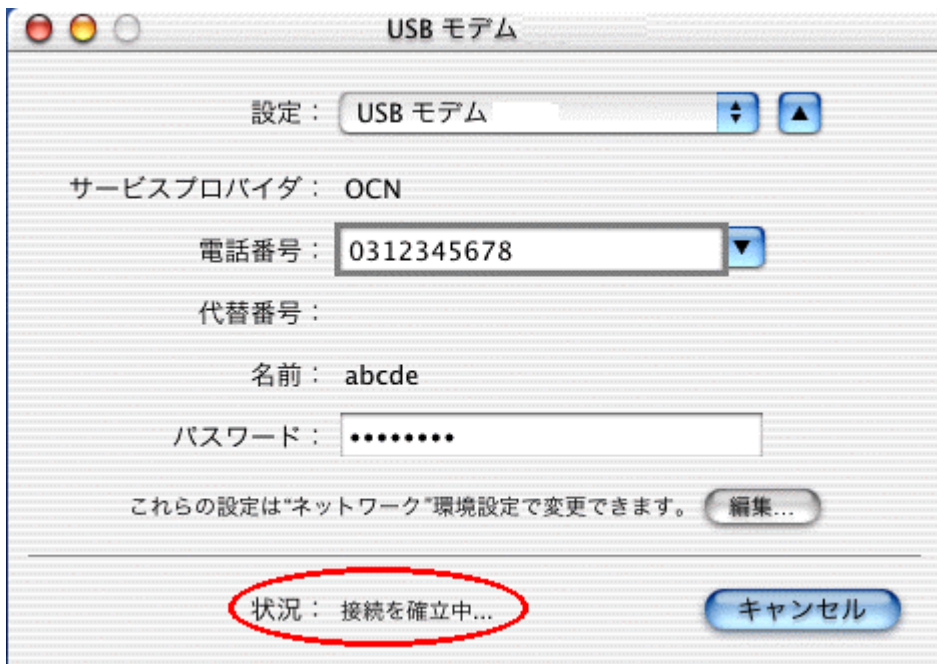 USB モデム
設定： USB モデム
サービスプロバイダ： OCN
電話番号： 0312345678
代替番号：
名前： abcde
パスワード： ••••••••
これらの設定は“ネットワーク”環境設定で変更できます。 編集...
状況： 接続を確立中... キャンセル